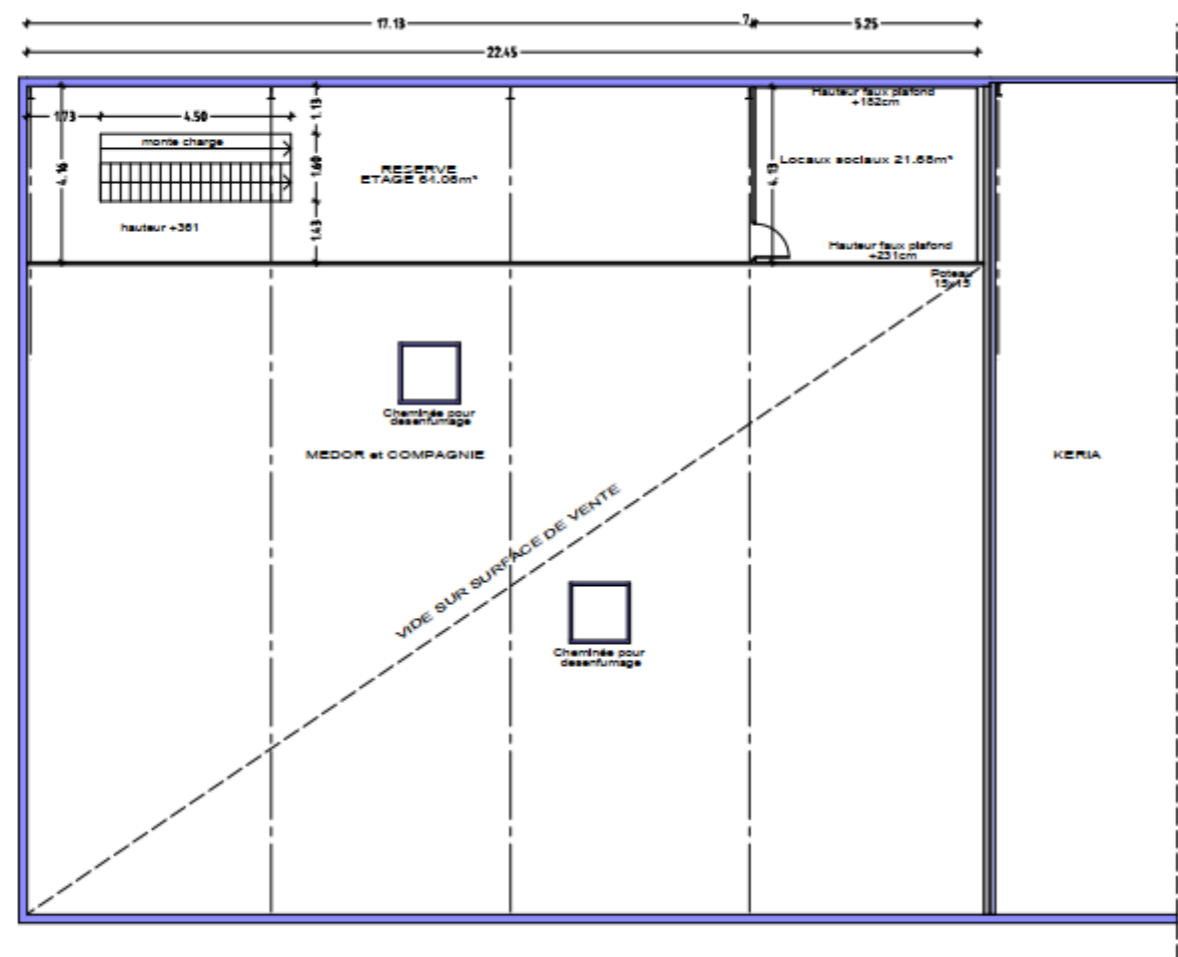 17.13
7
5.25
22.45
Hauteur faux plafond
+182cm
1.73
4.50
1.13
monte charge
4.16
1.60
RESERVE
ETAGE 64.06m²
Locaux sociaux 21.68m²
4.13
hauteur +361
1.43
Hauteur faux plafond
+231cm
Poteau
15x15
Cheminée pour
desenfumage
MEDOR et COMPAGNIE
KERIA
VIDE SUR SURFACE DE VENTE
Cheminée pour
desenfumage